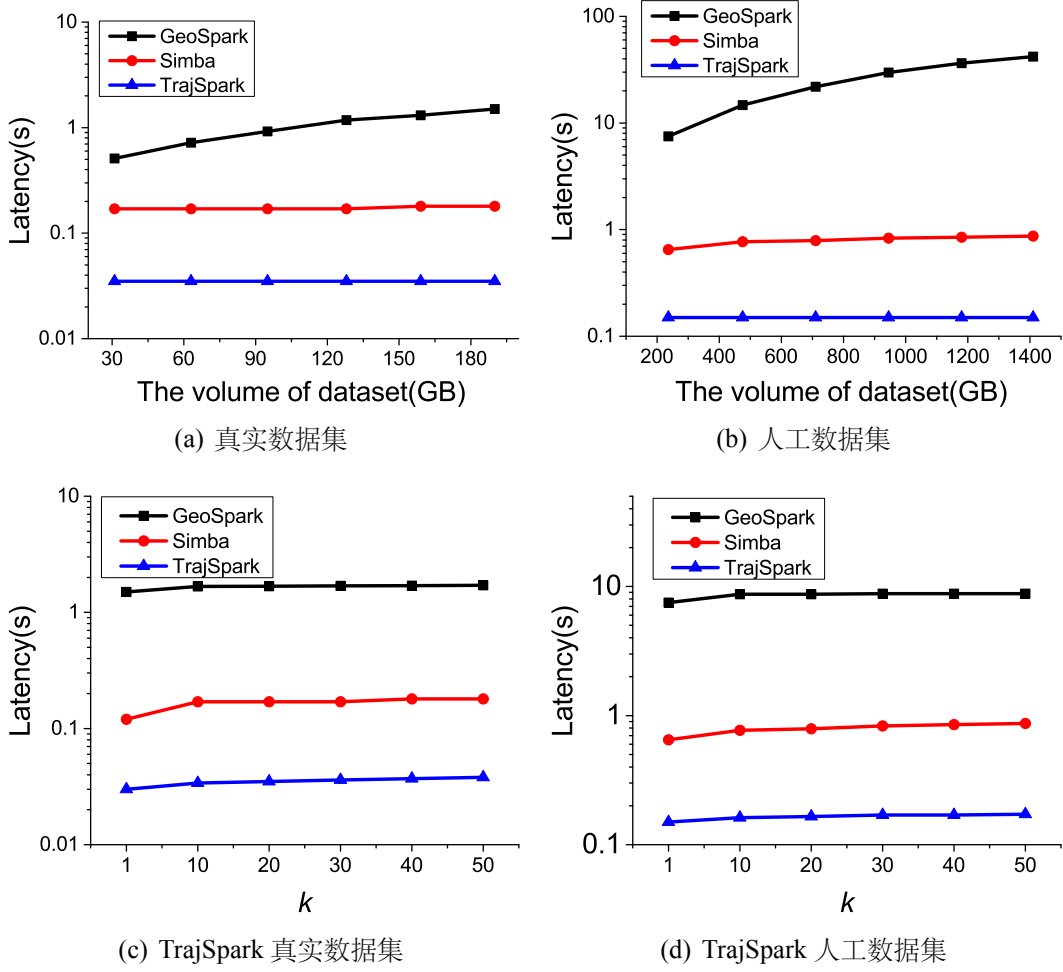 10
1
0.1
0.01
Latency(s)
GeoSpark
Simba
TrajSpark
30 60 90 120 150 180
The volume of dataset(GB)
(a) 真实数据集
100
10
1
0.1
Latency(s)
GeoSpark
Simba
TrajSpark
200 400 600 800 1000 1200 1400
The volume of dataset(GB)
(b) 人工数据集
10
1
0.1
0.01
Latency(s)
GeoSpark
Simba
TrajSpark
1 10 20 30 40 50
k
(c) TrajSpark 真实数据集
10
1
0.1
Latency(s)
GeoSpark
Simba
TrajSpark
1 10 20 30 40 50
k
(d) TrajSpark 人工数据集